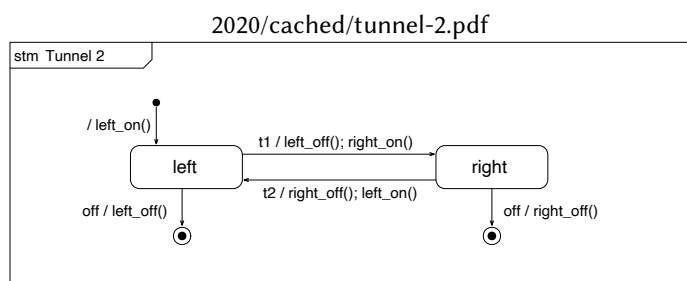 2020/cached/tunnel-2.pdf
stm Tunnel 2
/ left_on()
t1 / left_off(); right_on()
left
right
t2 / right_off(); left_on()
off / left_off()
off / right_off()